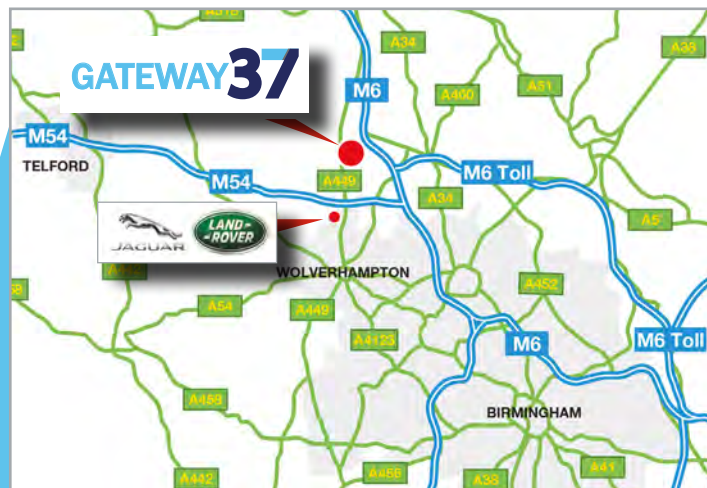 A34
A38
GATEWAY37
M6
A460
A51
M54
TELFORD
M54
A449
A34
M6 Toll
A5
JAGUAR
LAND-
-ROVER
WOLVERHAMPTON
A452
A54
A449
A4123
M6
M6 Toll
A458
BIRMINGHAM
A442
A456
A38
A41